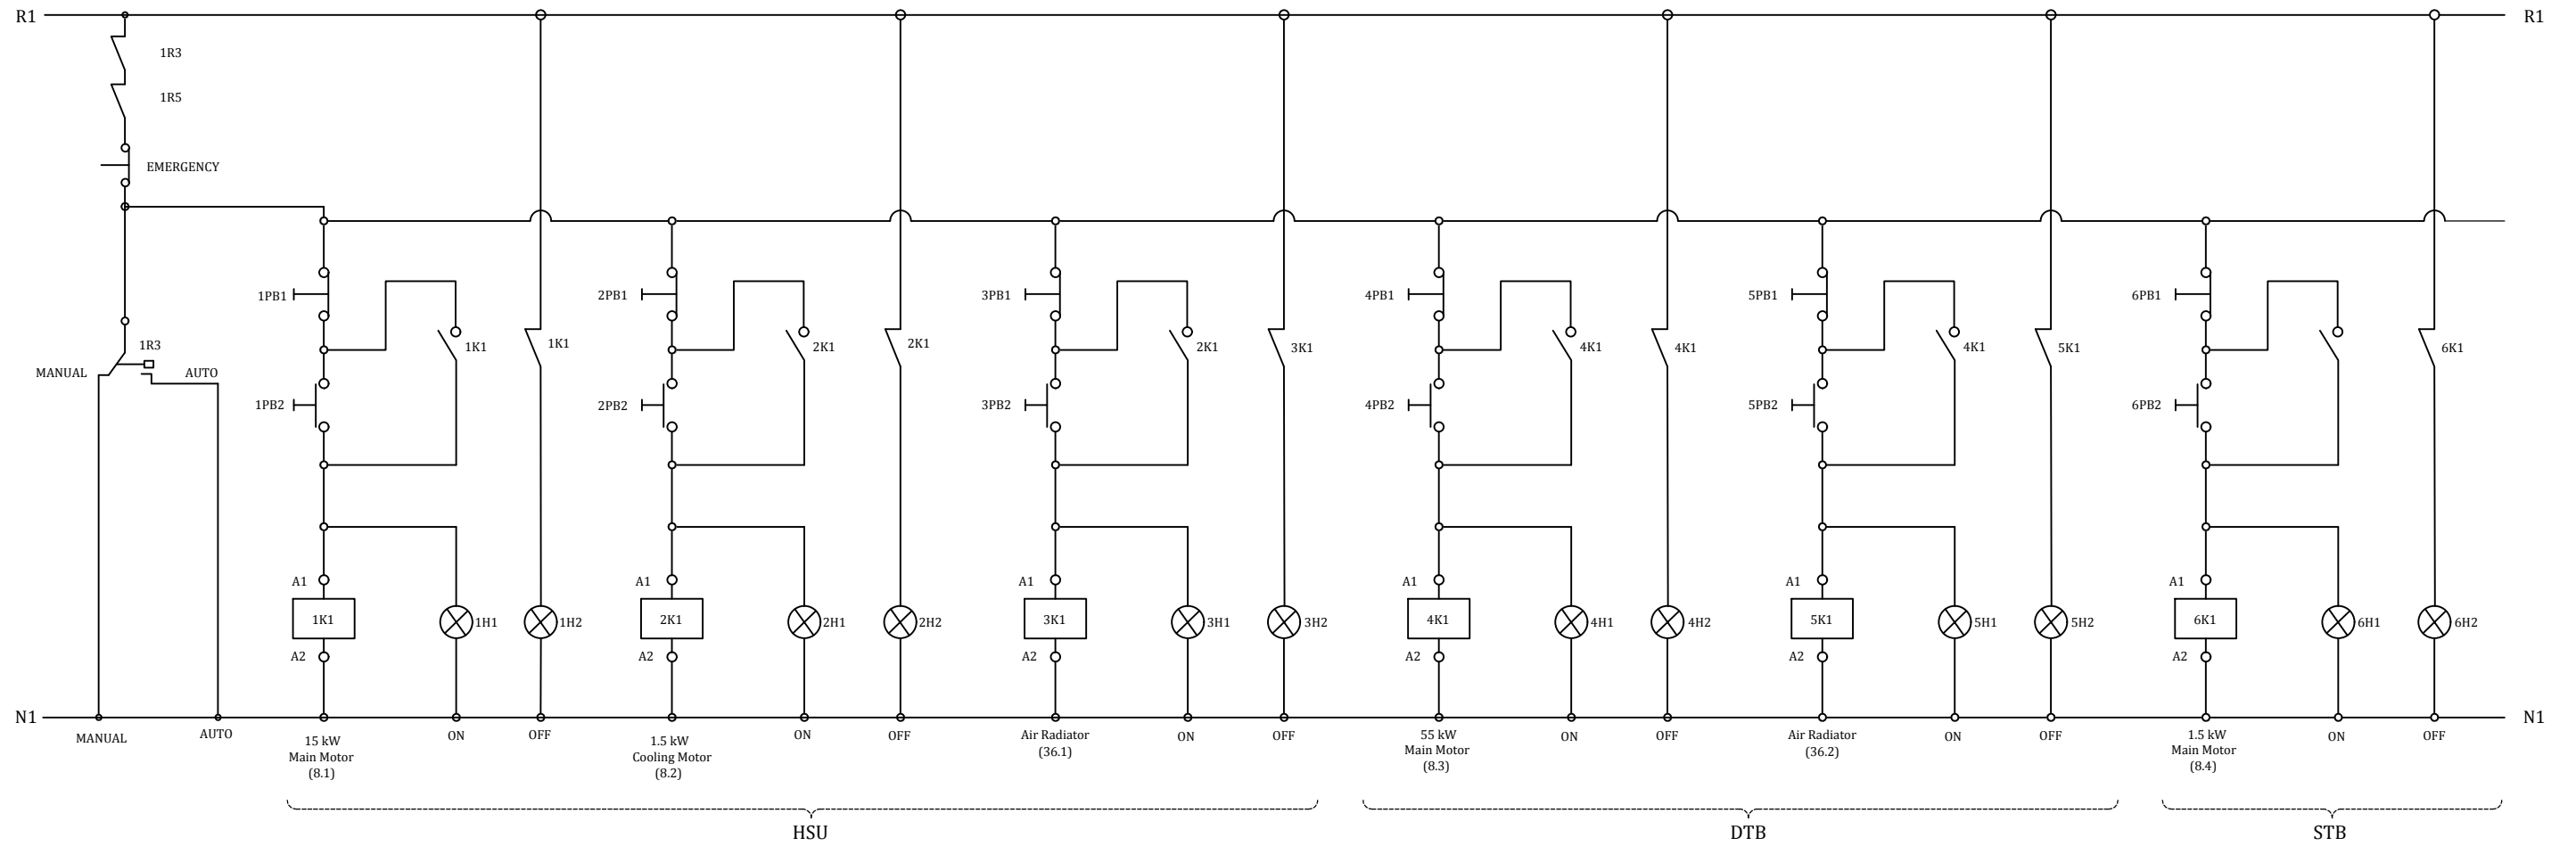 R1 R1
1R3
1R5
EMERGENCY
1PB1 2PB1 3PB1 4PB1 5PB1 6PB1
1R3 1K1 1K1 2K1 2K1 2K1 3K1 4K1 4K1 4K1 5K1 6K1
MANUAL AUTO
1PB2 2PB2 3PB2 4PB2 5PB2 6PB2
A1 A1 A1 A1 A1 A1
1K1 1H1 1H2 2K1 2H1 2H2 3K1 3H1 3H2 4K1 4H1 4H2 5K1 5H1 5H2 6K1 6H1 6H2
A2 A2 A2 A2 A2 A2
N1 N1
MANUAL AUTO
15 kW
Main Motor
(8.1)
ON OFF
1.5 kW
Cooling Motor
(8.2)
ON OFF
Air Radiator
(36.1)
ON OFF
55 kW
Main Motor
(8.3)
ON OFF
Air Radiator
(36.2)
ON OFF
1.5 kW
Main Motor
(8.4)
ON OFF
HSU DTB STB